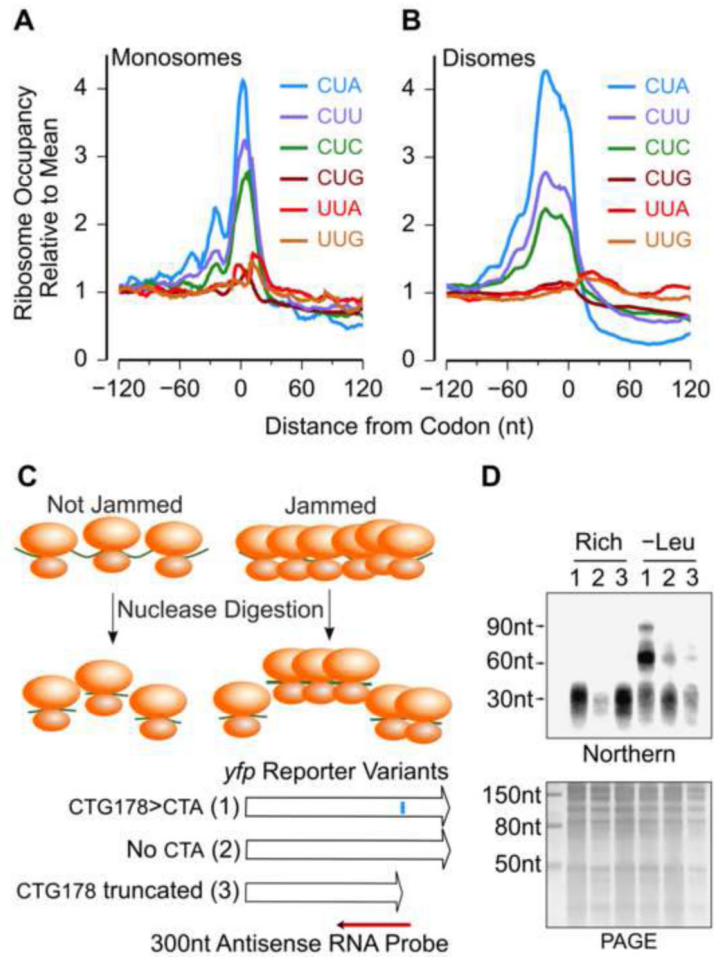 A
B
Monosomes
Disomes
Ribosome Occupancy
Relative to Mean
4
3
2
1
0
CUA
CUU
CUC
CUG
UUA
UUG
4
3
2
1
0
CUA
CUU
CUC
CUG
UUA
UUG
−120 −60 0 60 120
−120 −60 0 60 120
Distance from Codon (nt)
C
Not Jammed
Jammed
Nuclease Digestion
yfp Reporter Variants
CTG178>CTA (1)
No CTA (2)
CTG178 truncated (3)
300nt Antisense RNA Probe
D
Rich −Leu
1 2 3 1 2 3
90nt
60nt
30nt
Northern
150nt
80nt
50nt
PAGE